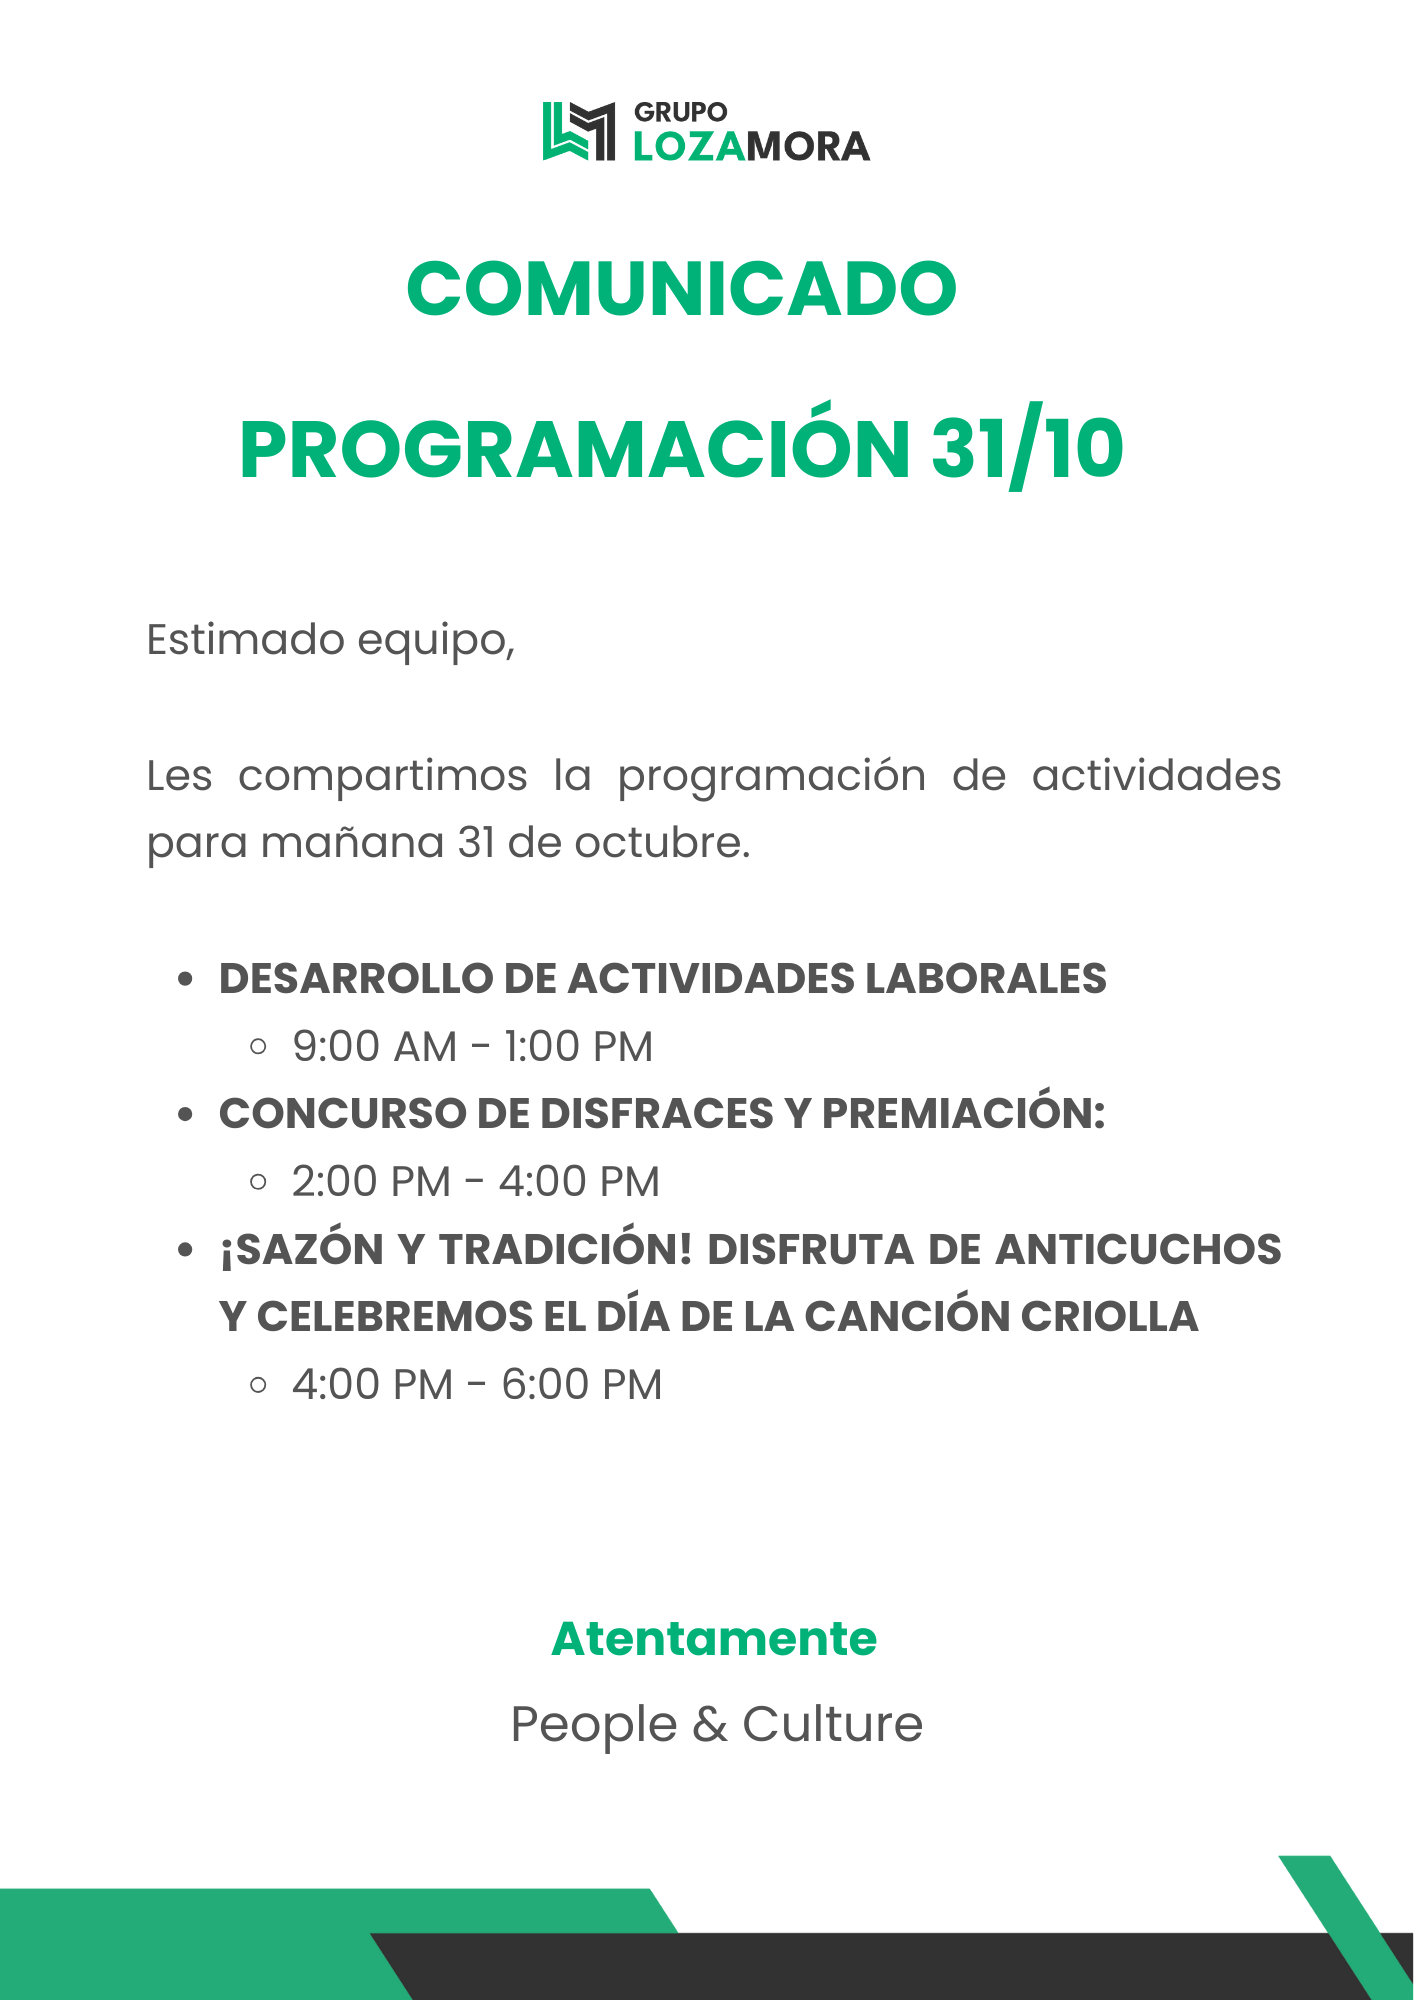 GRUPO
LOZAMORA
COMUNICADO
PROGRAMACIÓN 31/10
Estimado equipo,
Les compartimos la programación de actividades
para mañana 31 de octubre.
• DESARROLLO DE ACTIVIDADES LABORALES
○ 9:00 AM - 1:00 PM
• CONCURSO DE DISFRACES Y PREMIACIÓN:
○ 2:00 PM - 4:00 PM
• ¡SAZÓN Y TRADICIÓN! DISFRUTA DE ANTICUCHOS
Y CELEBREMOS EL DÍA DE LA CANCIÓN CRIOLLA
○ 4:00 PM - 6:00 PM
Atentamente
People & Culture